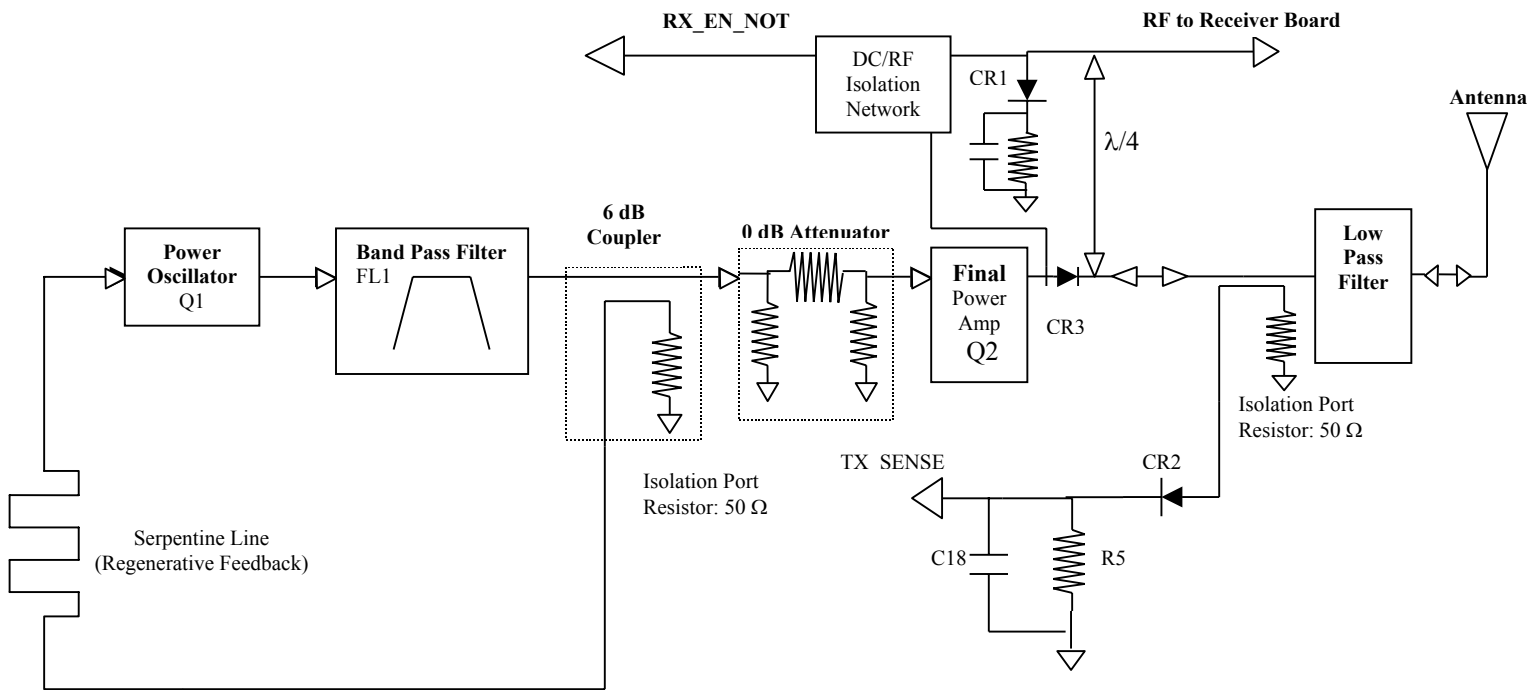 RX_EN_NOT
RF to Receiver Board
DC/RF
Isolation
Network
CR1
Antenna
λ/4
6 dB
Coupler
0 dB Attenuator
Power
Oscillator
Q1
Band Pass Filter
FL1
Final
Power
Amp
Q2
CR3
Low
Pass
Filter
Isolation Port
Resistor: 50 Ω
Isolation Port
Resistor: 50 Ω
TX SENSE
CR2
C18
R5
Serpentine Line
(Regenerative Feedback)